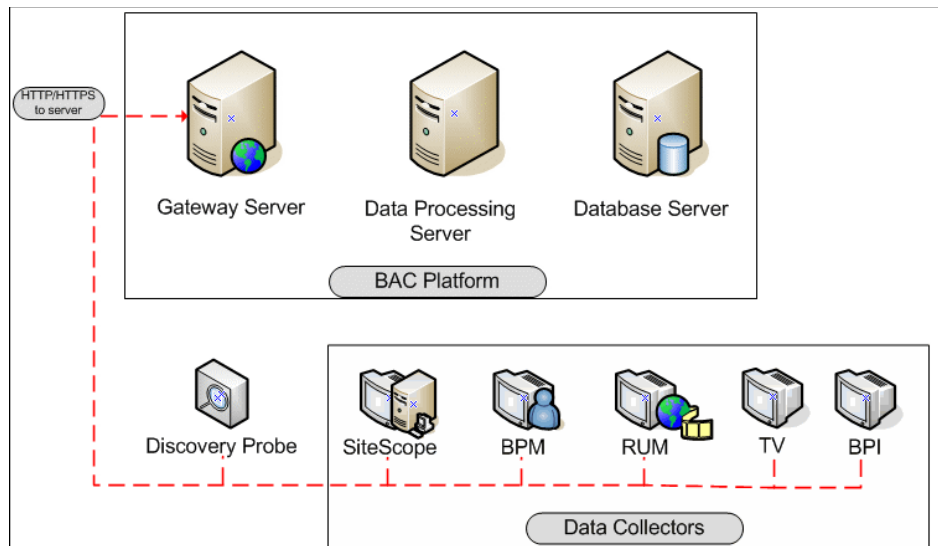 HTTP/HTTPS
to server
Gateway Server
Data Processing
Server
Database Server
BAC Platform
Discovery Probe
SiteScope
BPM
RUM
TV
BPI
Data Collectors